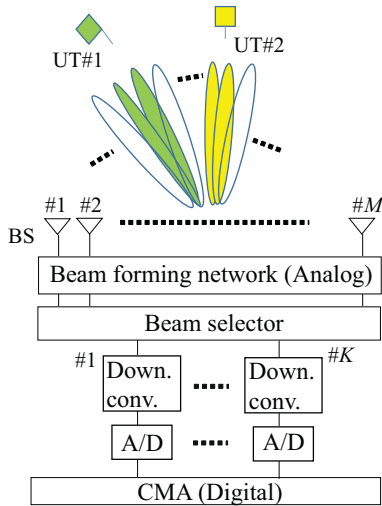 UT#1
UT#2
#1 #2 #M
BS
Beam forming network (Analog)
Beam selector
#1 #K
Down. conv.
Down. conv.
A/D
A/D
CMA (Digital)